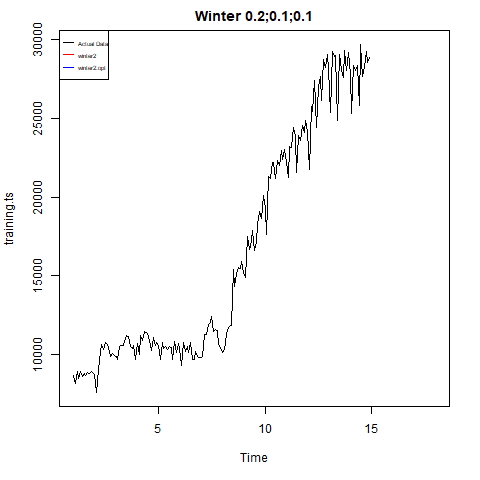 Winter 0.2;0.1;0.1
Actual Data
winter2
winter2.opt
30000
25000
20000
15000
10000
training.ts
5 10 15
Time